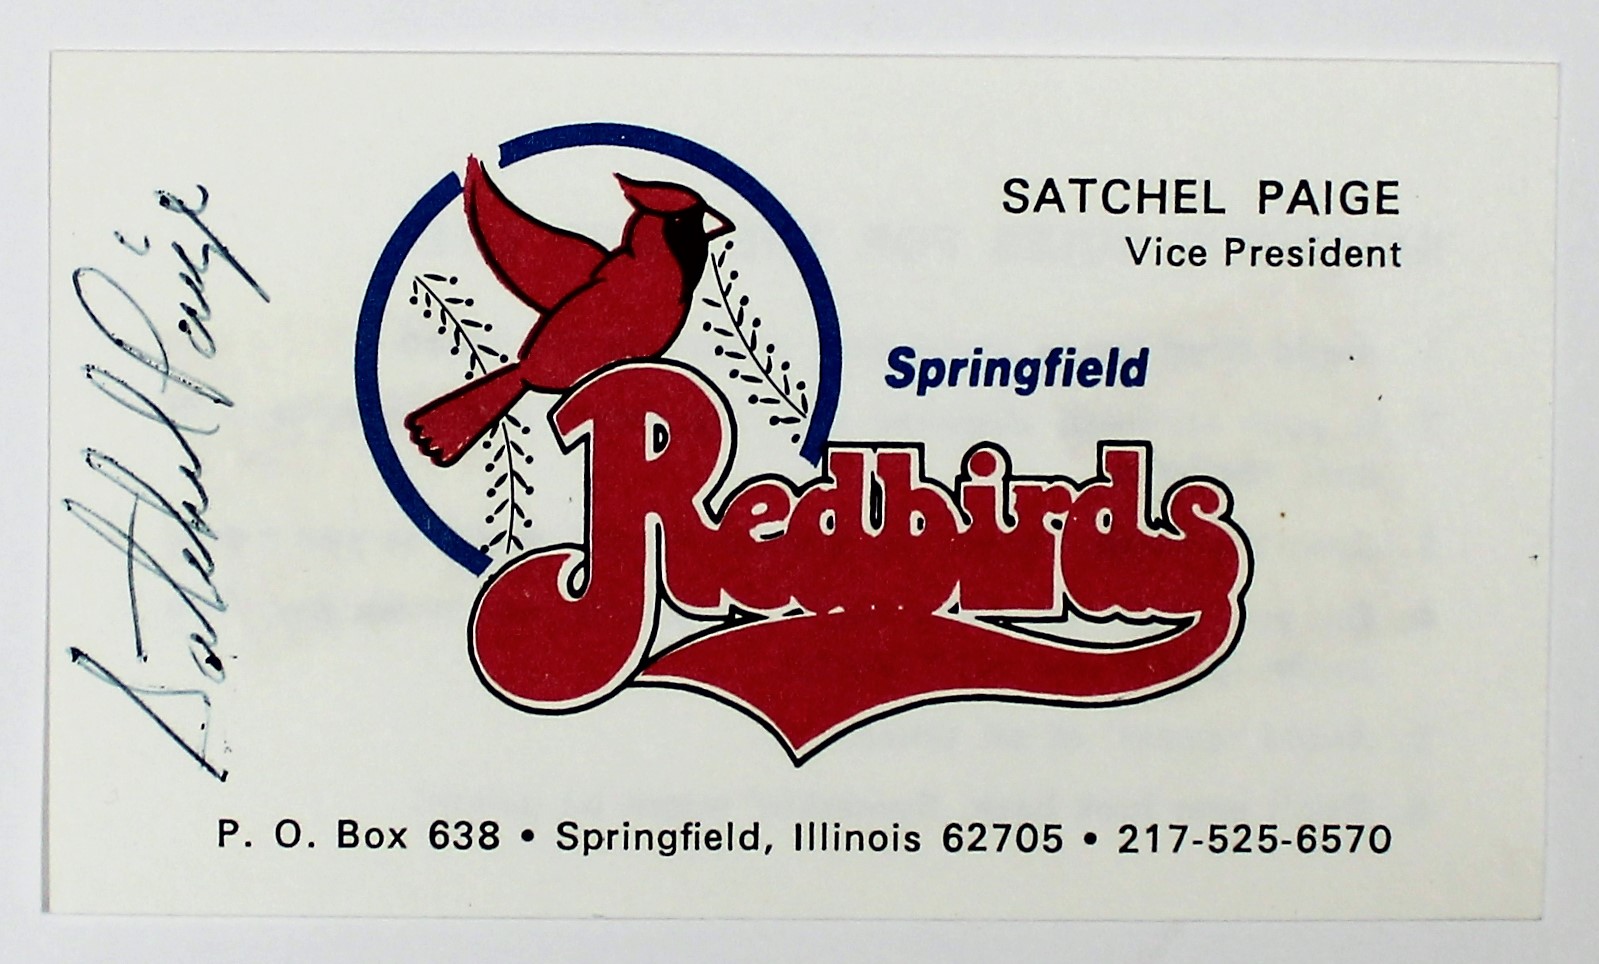 Satchel Paige
SATCHEL PAIGE
Vice President
Springfield
Redbirds
P. O. Box 638 • Springfield, Illinois 62705 • 217-525-6570